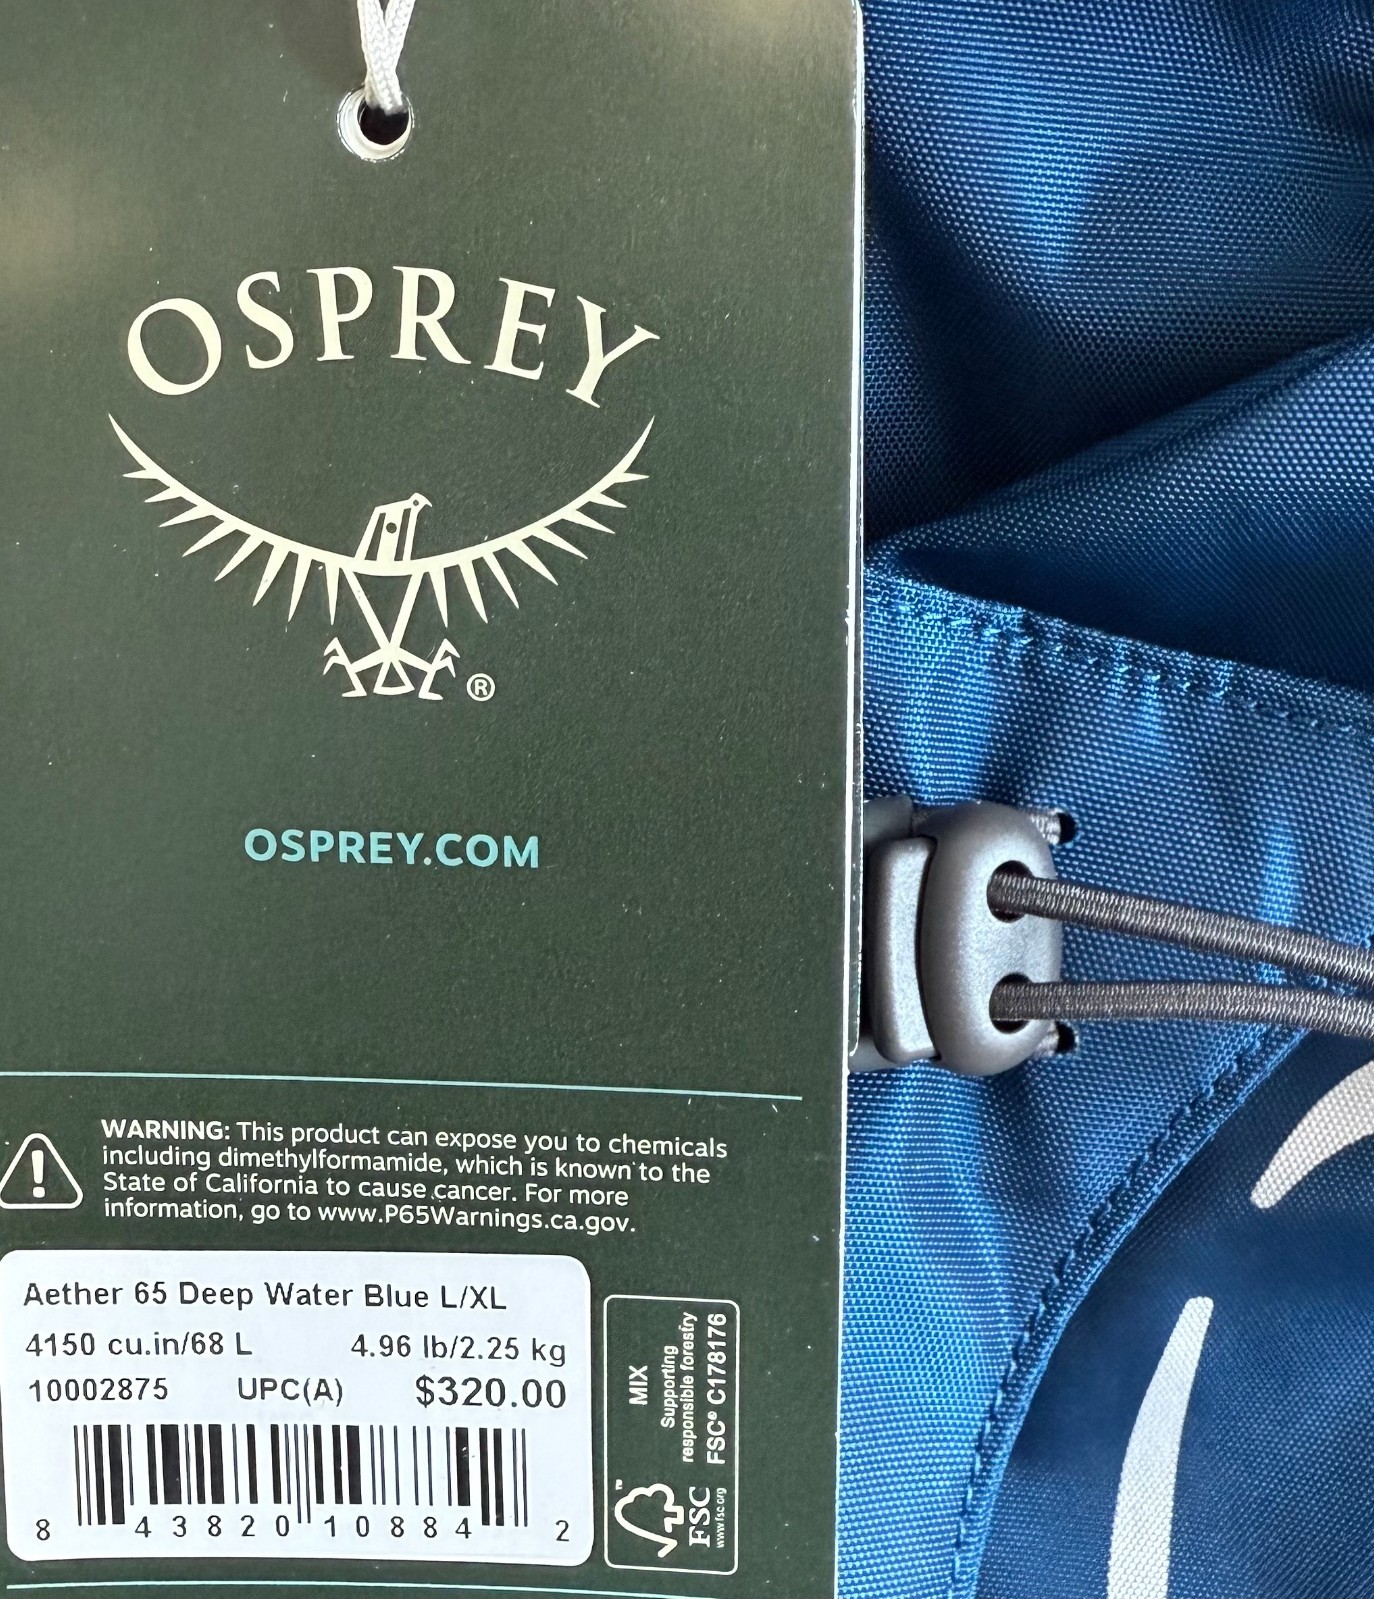 OSPREY
®
OSPREY.COM
WARNING: This product can expose you to chemicals
including dimethylformamide, which is known to the
State of California to cause cancer. For more
information, go to www.P65Warnings.ca.gov.
Aether 65 Deep Water Blue L/XL
4150 cu.in/68 L 4.96 lb/2.25 kg
10002875 UPC(A) $320.00
8 43820 10884 2
MIX
Supporting
responsible forestry
FSC® C178176
™
FSC
www.fsc.org